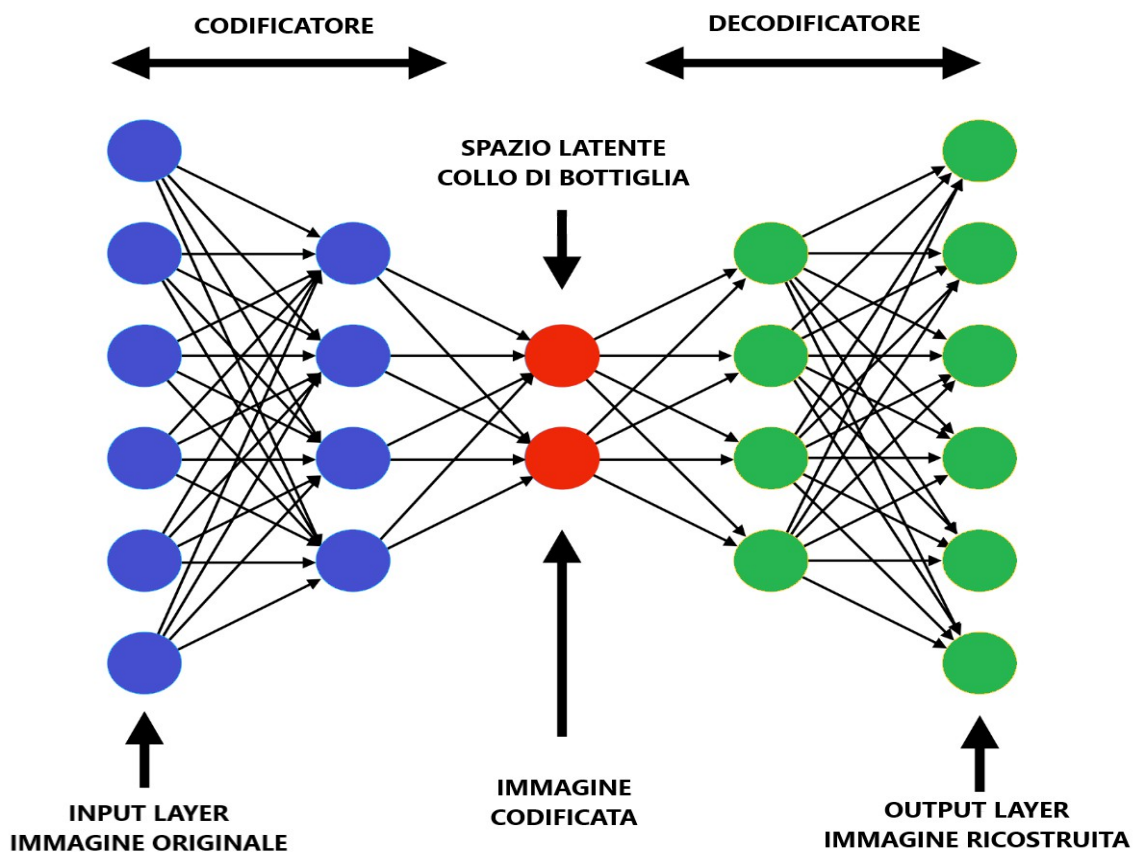 CODIFICATORE
DECODIFICATORE
SPAZIO LATENTE
COLLO DI BOTTIGLIA
INPUT LAYER
IMMAGINE ORIGINALE
IMMAGINE
CODIFICATA
OUTPUT LAYER
IMMAGINE RICOSTRUITA